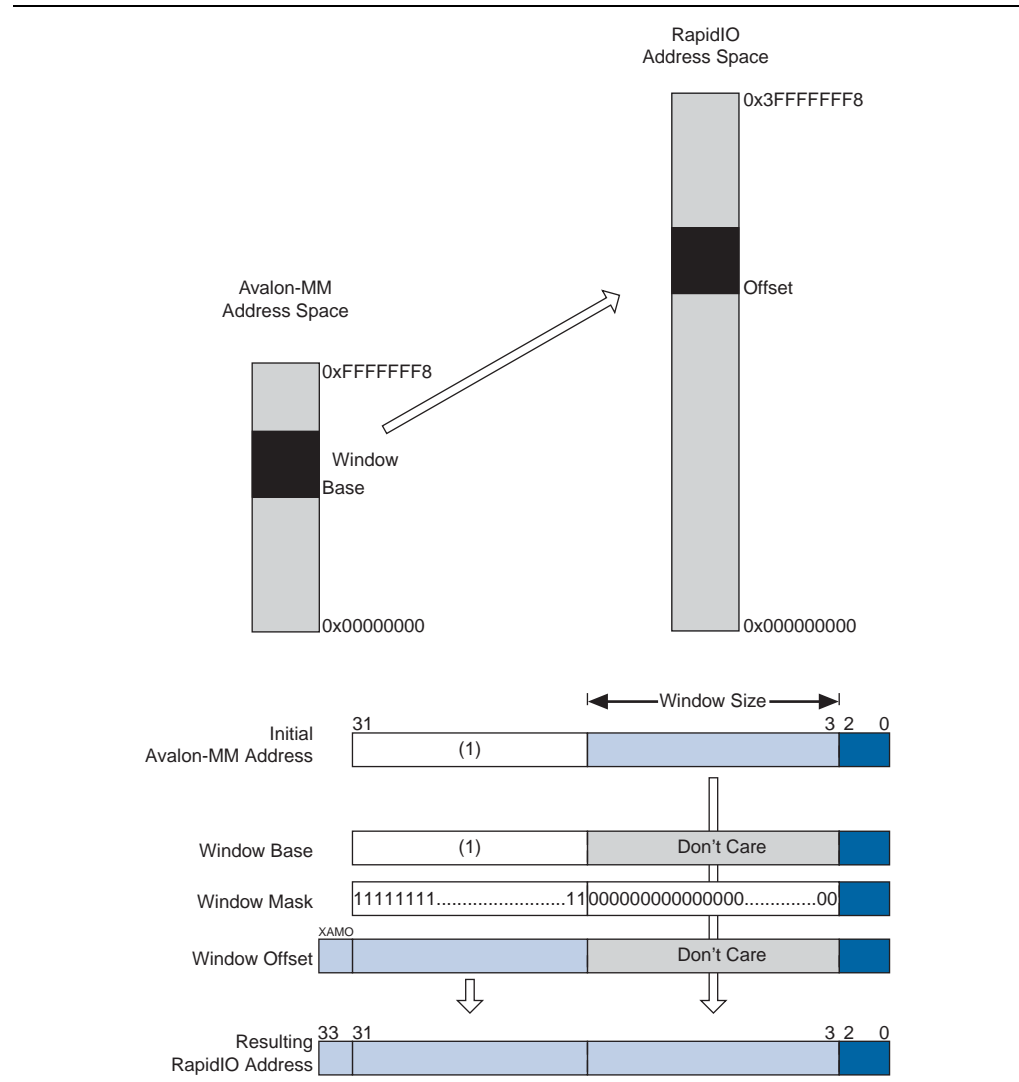 RapidIO
Address Space
0x3FFFFFFF8
Offset
Avalon-MM
Address Space
0xFFFFFFF8
Window
Base
0x00000000
0x000000000
Window Size
31 3 2 0
Initial
Avalon-MM Address
(1)
Window Base (1) Don't Care
Window Mask 11111111........................11 000000000000000.............00
XAMO
Window Offset Don't Care
33 31 3 2 0
Resulting
RapidIO Address